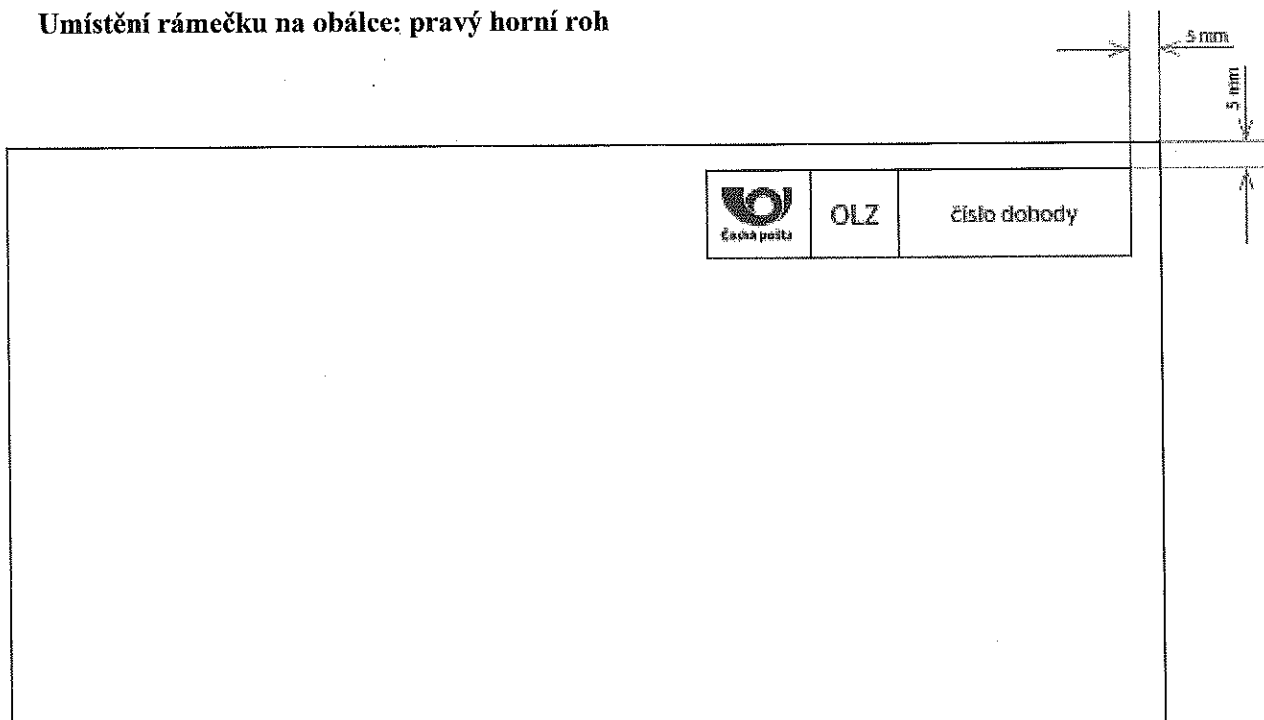 Umístění rámečku na obálce: pravý horní roh
5 mm
5 mm
Česká pošta
OLZ
číslo dohody